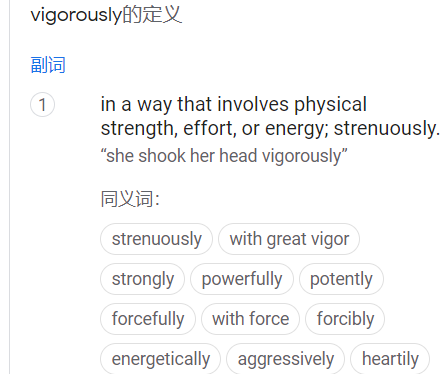 vigorously的定义
副词
1
in a way that involves physical
strength, effort, or energy; strenuously.
“she shook her head vigorously”
同义词：
strenuously with great vigor
strongly powerfully potently
forcefully with force forcibly
energetically aggressively heartily